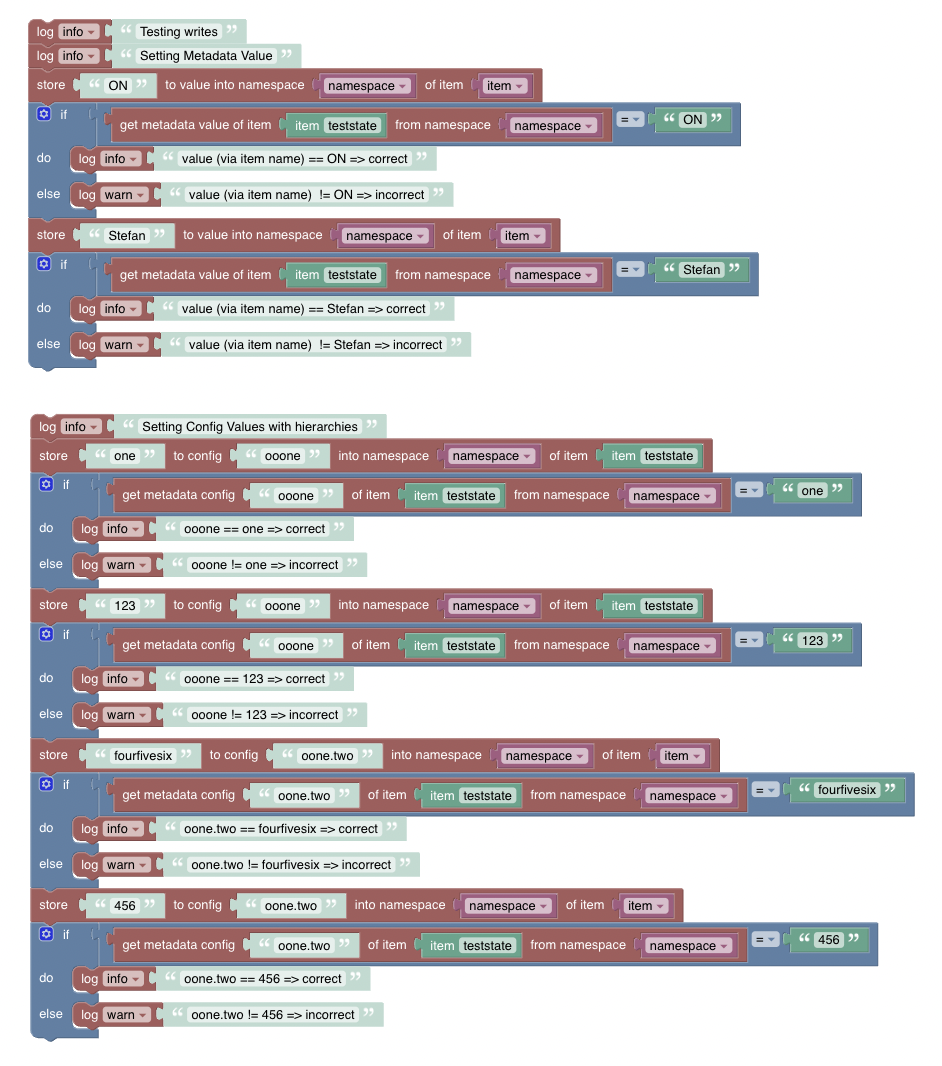 log info “ Testing writes ”
log info “ Setting Metadata Value ”
store “ ON ” to value into namespace namespace of item item
if get metadata value of item item teststate from namespace namespace = “ ON ”
do log info “ value (via item name) == ON => correct ”
else log warn “ value (via item name)  != ON => incorrect ”
store “ Stefan ” to value into namespace namespace of item item
if get metadata value of item item teststate from namespace namespace = “ Stefan ”
do log info “ value (via item name) == Stefan => correct ”
else log warn “ value (via item name)  != Stefan => incorrect ”
log info “ Setting Config Values with hierarchies ”
store “ one ” to config “ ooone ” into namespace namespace of item item teststate
if get metadata config “ ooone ” of item item teststate from namespace namespace = “ one ”
do log info “ ooone == one => correct ”
else log warn “ ooone != one => incorrect ”
store “ 123 ” to config “ ooone ” into namespace namespace of item item teststate
if get metadata config “ ooone ” of item item teststate from namespace namespace = “ 123 ”
do log info “ ooone == 123 => correct ”
else log warn “ ooone != 123 => incorrect ”
store “ fourfivesix ” to config “ oone.two ” into namespace namespace of item item
if get metadata config “ oone.two ” of item item teststate from namespace namespace = “ fourfivesix ”
do log info “ oone.two == fourfivesix => correct ”
else log warn “ oone.two != fourfivesix => incorrect ”
store “ 456 ” to config “ oone.two ” into namespace namespace of item item
if get metadata config “ oone.two ” of item item teststate from namespace namespace = “ 456 ”
do log info “ oone.two == 456 => correct ”
else log warn “ oone.two != 456 => incorrect ”